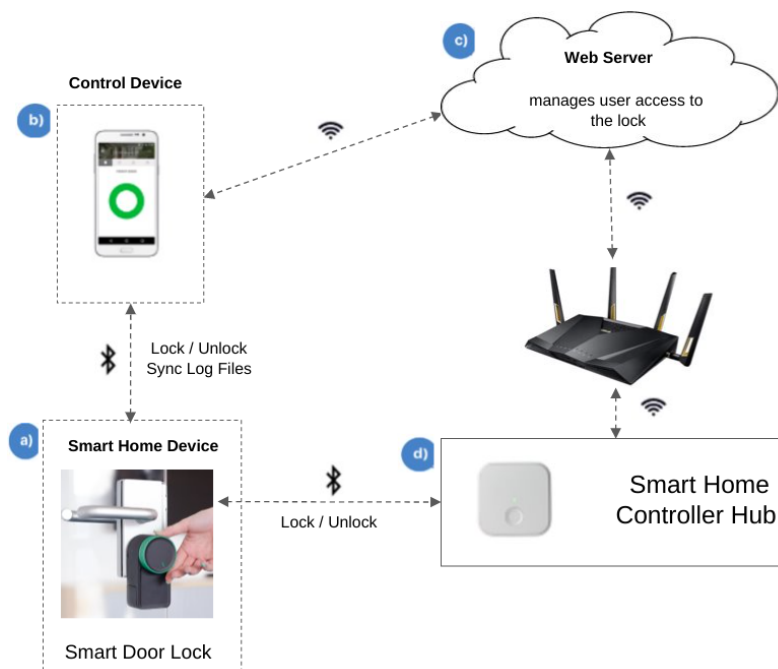 c)
Web Server
manages user access to
the lock
Control Device
b)
Lock / Unlock
Sync Log Files
a)
Smart Home Device
d)
Lock / Unlock
Smart Home
Controller Hub
Smart Door Lock